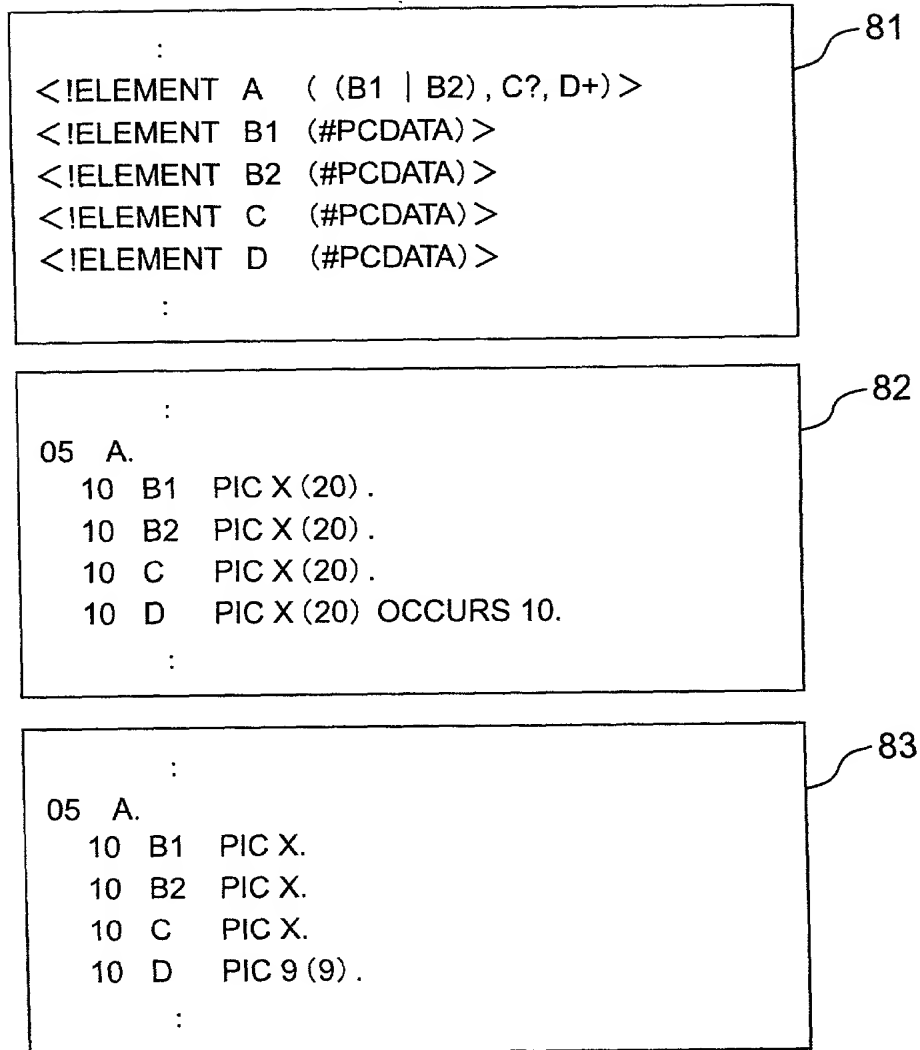 81
:
<!ELEMENT A ( (B1 | B2), C?, D+)>
<!ELEMENT B1 (#PCDATA)>
<!ELEMENT B2 (#PCDATA)>
<!ELEMENT C (#PCDATA)>
<!ELEMENT D (#PCDATA)>
:
82
:
05 A.
10 B1 PIC X (20) .
10 B2 PIC X (20) .
10 C PIC X (20) .
10 D PIC X (20) OCCURS 10.
:
83
:
05 A.
10 B1 PIC X.
10 B2 PIC X.
10 C PIC X.
10 D PIC 9 (9) .
: